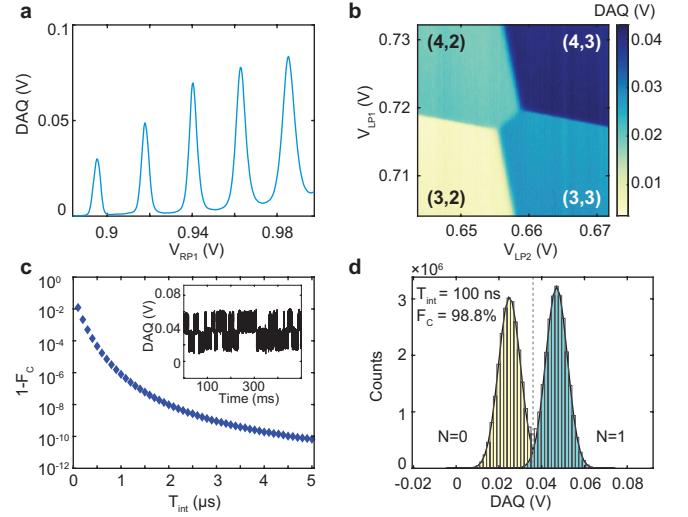 a
0.1
0.05
0
DAQ (V)
0.9
0.94
0.98
V_RP1 (V)
b
DAQ (V)
0.73
0.72
0.71
V_LP1 (V)
(4,2)
(4,3)
(3,2)
(3,3)
0.65
0.66
0.67
V_LP2 (V)
0.04
0.03
0.02
0.01
c
10^0
10^-2
10^-4
10^-6
10^-8
10^-10
10^-12
1-F_C
0
1
2
3
4
5
T_int (µs)
0.08
0.04
0
DAQ (V)
100
300
Time (ms)
d
×10^6
3
2
1
0
Counts
T_int = 100 ns
F_C = 98.8%
N=0
N=1
-0.02
0
0.02
0.04
0.06
0.08
DAQ (V)